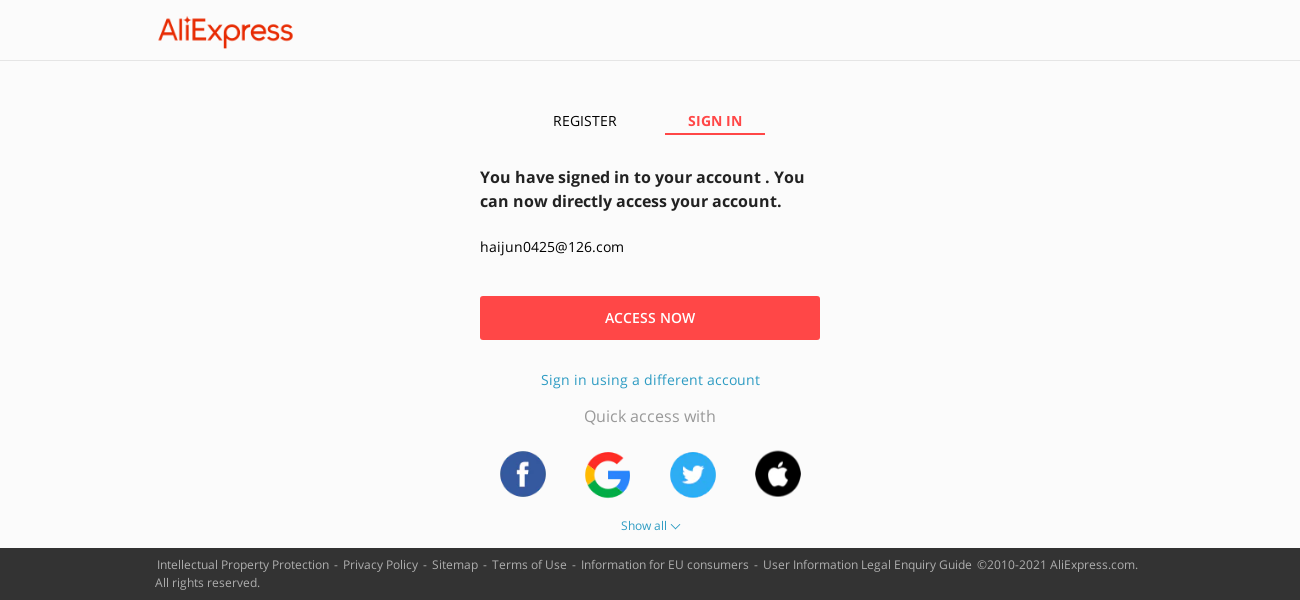 AliExpress
REGISTER
SIGN IN
You have signed in to your account . You
can now directly access your account.
haijun0425@126.com
ACCESS NOW
Sign in using a different account
Quick access with
Show all
Intellectual Property Protection - Privacy Policy - Sitemap - Terms of Use - Information for EU consumers - User Information Legal Enquiry Guide ©2010-2021 AliExpress.com.
All rights reserved.